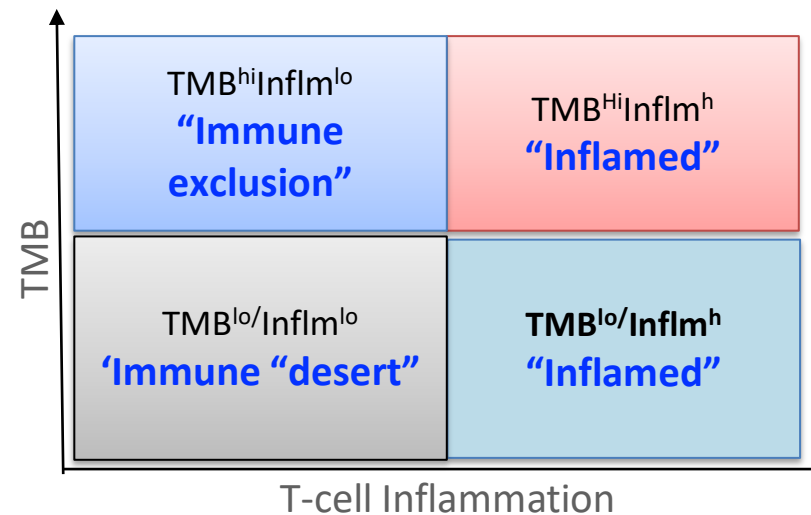 TMB
TMBhiInflmlo
“Immune
exclusion”
TMBHiInflmh
“Inflamed”
TMBlo/Inflmlo
‘Immune “desert”
TMBlo/Inflmh
“Inflamed”
T-cell Inflammation